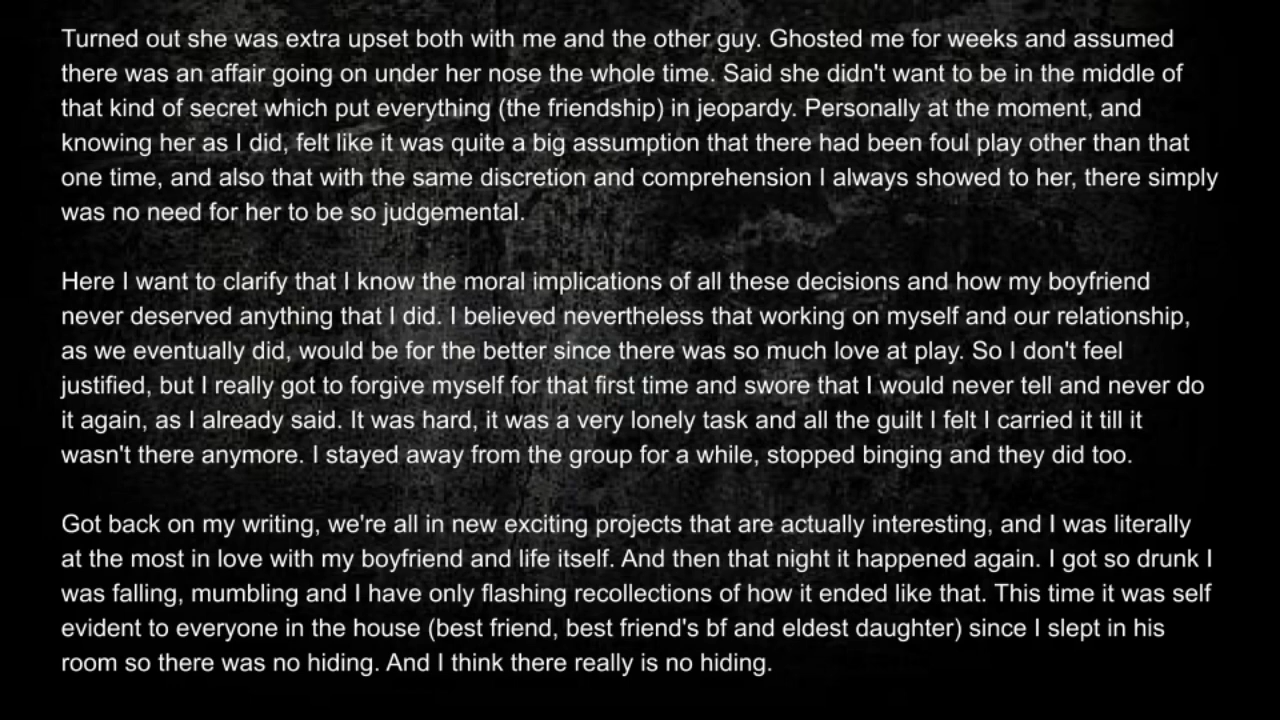 Turned out she was extra upset both with me and the other guy. Ghosted me for weeks and assumed
there was an affair going on under her nose the whole time. Said she didn't want to be in the middle of
that kind of secret which put everything (the friendship) in jeopardy. Personally at the moment, and
knowing her as I did, felt like it was quite a big assumption that there had been foul play other than that
one time, and also that with the same discretion and comprehension I always showed to her, there simply
was no need for her to be so judgemental.
Here I want to clarify that I know the moral implications of all these decisions and how my boyfriend
never deserved anything that I did. I believed nevertheless that working on myself and our relationship,
as we eventually did, would be for the better since there was so much love at play. So I don't feel
justified, but I really got to forgive myself for that first time and swore that I would never tell and never do
it again, as I already said. It was hard, it was a very lonely task and all the guilt I felt I carried it till it
wasn't there anymore. I stayed away from the group for a while, stopped binging and they did too.
Got back on my writing, we're all in new exciting projects that are actually interesting, and I was literally
at the most in love with my boyfriend and life itself. And then that night it happened again. I got so drunk I
was falling, mumbling and I have only flashing recollections of how it ended like that. This time it was self
evident to everyone in the house (best friend, best friend's bf and eldest daughter) since I slept in his
room so there was no hiding. And I think there really is no hiding.